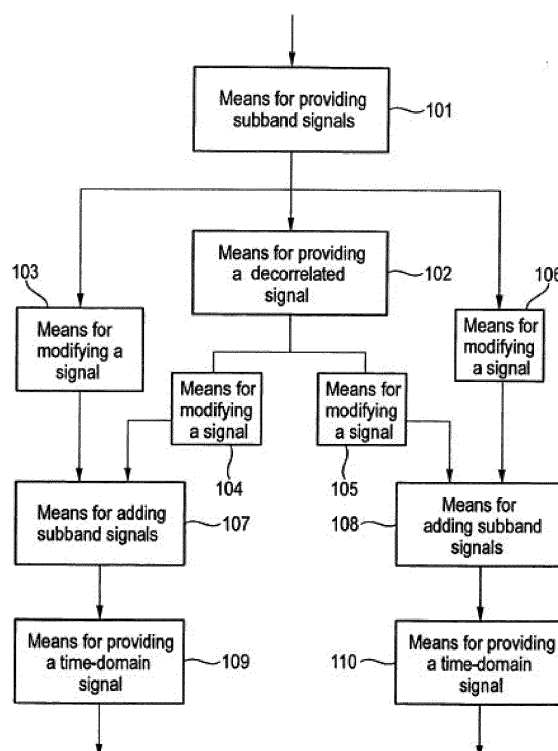 Means for providing
subband signals
101
Means for providing
a decorrelated
signal
102
103
106
Means for
modifying a
signal
Means for
modifying a
signal
Means for
modifying
a signal
Means for
modifying
a signal
104
105
Means for adding
subband signals
107
Means for
adding subband
signals
108
Means for providing
a time-domain
signal
109
Means for providing
a time-domain
signal
110